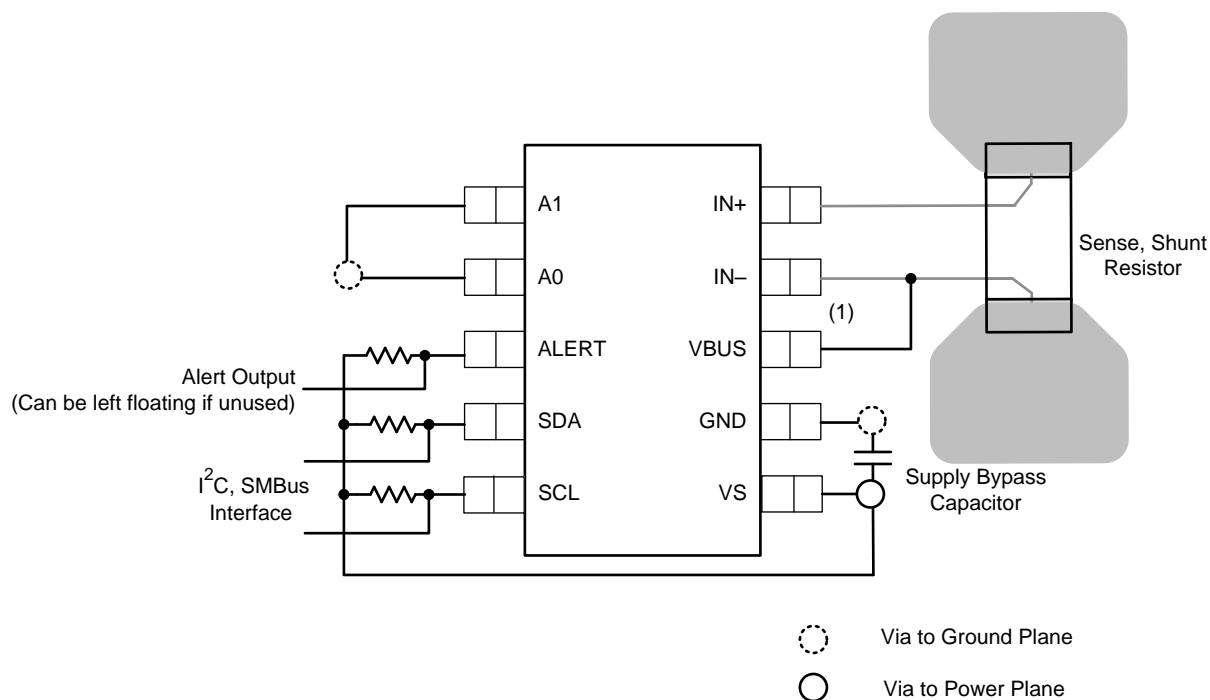 A1
A0
ALERT
SDA
SCL
IN+
IN–
VBUS
GND
VS
(1)
Sense, Shunt
Resistor
Alert Output
(Can be left floating if unused)
I²C, SMBus
Interface
Supply Bypass
Capacitor
Via to Ground Plane
Via to Power Plane